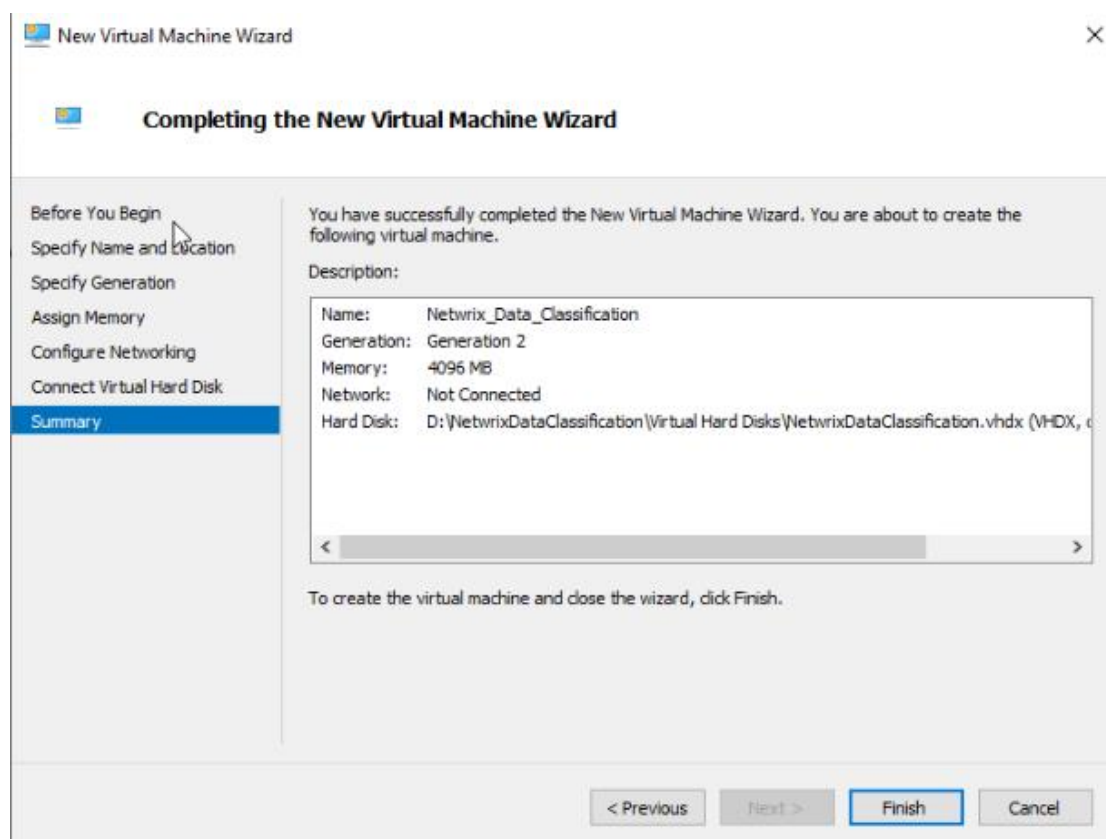 New Virtual Machine Wizard
Completing the New Virtual Machine Wizard
Before You Begin
Specify Name and Location
Specify Generation
Assign Memory
Configure Networking
Connect Virtual Hard Disk
Summary
You have successfully completed the New Virtual Machine Wizard. You are about to create the
following virtual machine.
Description:
Name: Netwrix_Data_Classification
Generation: Generation 2
Memory: 4096 MB
Network: Not Connected
Hard Disk: D:\NetwrixDataClassification\Virtual Hard Disks\NetwrixDataClassification.vhdx (VHDX,
To create the virtual machine and close the wizard, click Finish.
< Previous
Next >
Finish
Cancel